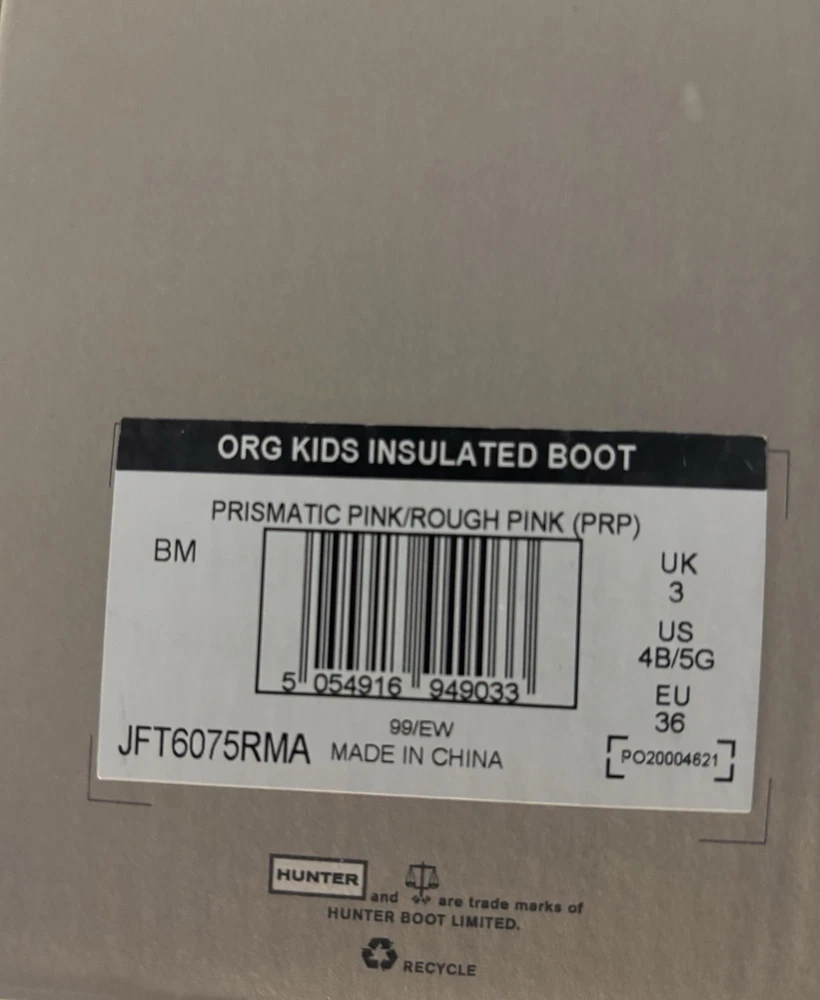 ORG KIDS INSULATED BOOT
PRISMATIC PINK/ROUGH PINK (PRP)
BM
UK
3
US
4B/5G
EU
36
5 054916 949033
99/EW
JFT6075RMA MADE IN CHINA
PO20004621
HUNTER and are trade marks of
HUNTER BOOT LIMITED.
RECYCLE